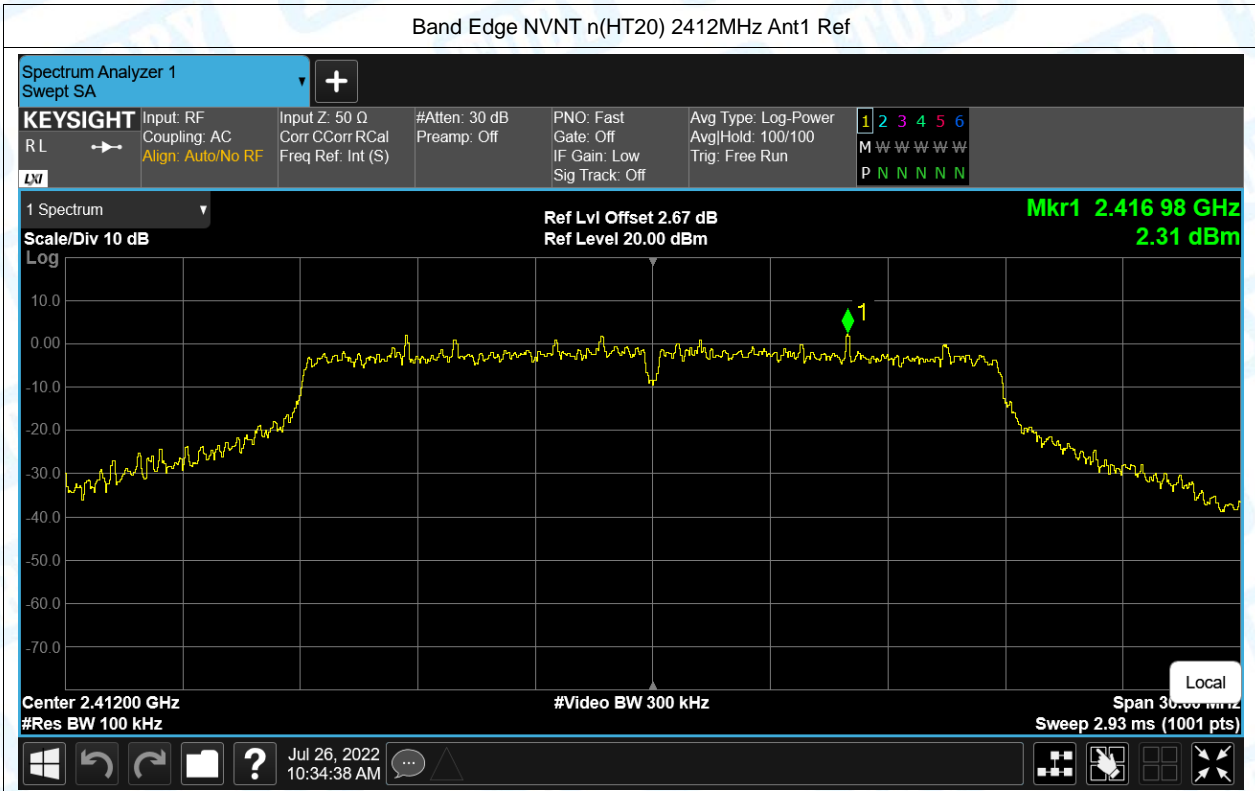 Band Edge NVNT n(HT20) 2412MHz Ant1 Ref
Spectrum Analyzer 1
Swept SA
KEYSIGHT
R L
LXI
Input: RF
Coupling: AC
Align: Auto/No RF
Input Z: 50 Ω
Corr CCorr RCal
Freq Ref: Int (S)
#Atten: 30 dB
Preamp: Off
PNO: Fast
Gate: Off
IF Gain: Low
Sig Track: Off
Avg Type: Log-Power
Avg|Hold: 100/100
Trig: Free Run
1 2 3 4 5 6
M W W W W W
P N N N N N
1 Spectrum
Scale/Div 10 dB
Ref Lvl Offset 2.67 dB
Ref Level 20.00 dBm
Mkr1 2.416 98 GHz
2.31 dBm
Log
10.0
0.00
-10.0
-20.0
-30.0
-40.0
-50.0
-60.0
-70.0
1
Local
Center 2.41200 GHz
#Res BW 100 kHz
#Video BW 300 kHz
Span 30.00 MHz
Sweep 2.93 ms (1001 pts)
?
Jul 26, 2022
10:34:38 AM